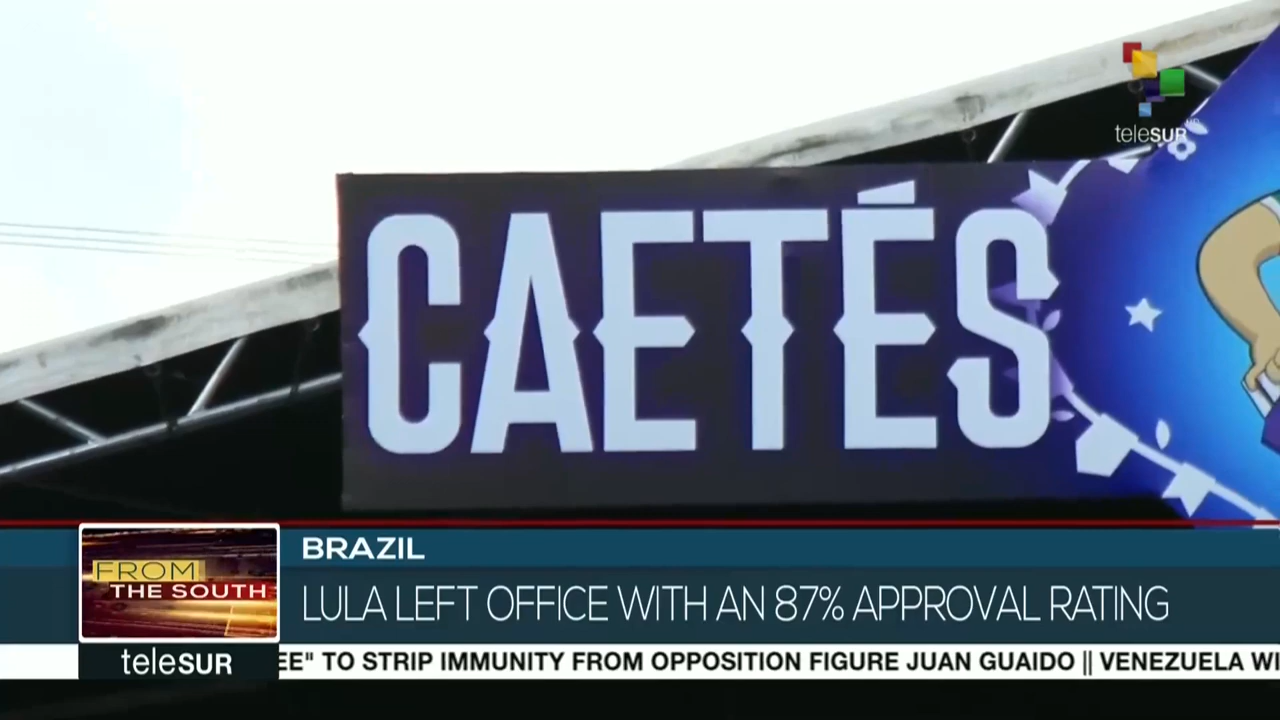 teleSUR HD
CAETÉS
BRAZIL
FROM
THE SOUTH
LULA LEFT OFFICE WITH AN 87% APPROVAL RATING
teleSUR
EE" TO STRIP IMMUNITY FROM OPPOSITION FIGURE JUAN GUAIDO || VENEZUELA WI